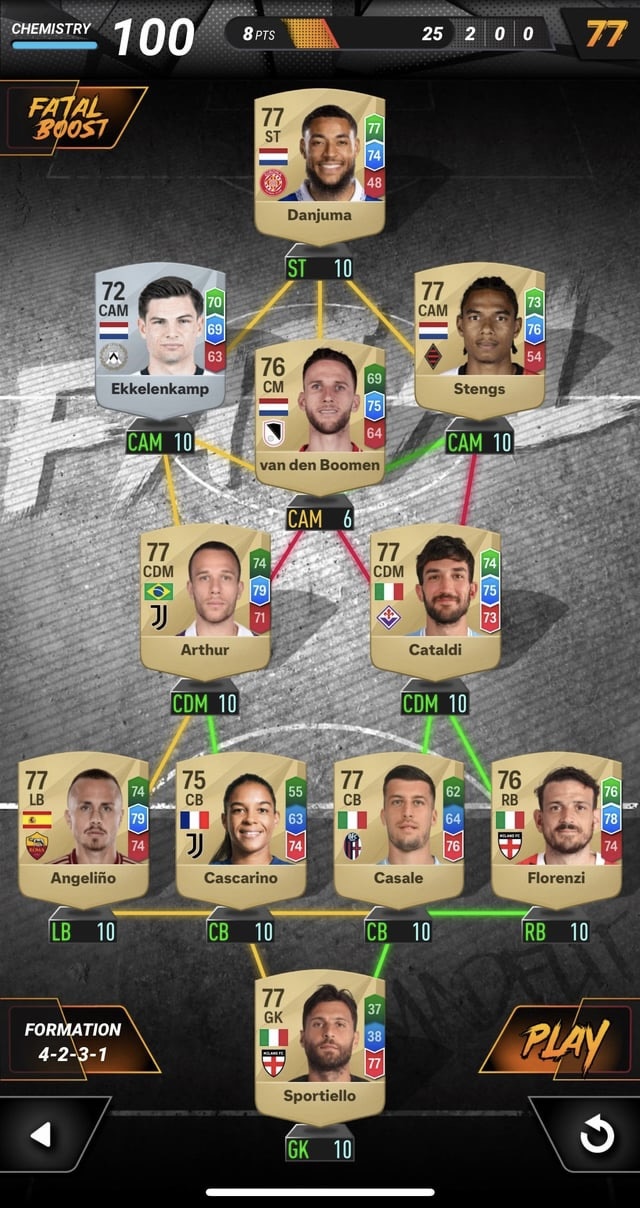 CHEMISTRY 100 8 PTS 25 2 0 0 77
FATAL
BOOST
77
ST
77
74
48
Danjuma
ST 10
72
CAM
70
69
63
Ekkelenkamp
CAM 10
76
CM
69
75
64
van den Boomen
CAM 6
77
CAM
73
76
54
Stengs
CAM 10
77
CDM
74
79
71
Arthur
CDM 10
77
CDM
74
75
73
Cataldi
CDM 10
77
LB
74
79
74
ROMA
Angeliño
LB 10
75
CB
55
63
74
Cascarino
CB 10
77
CB
62
64
76
Casale
CB 10
76
RB
76
78
74
MILANO FC
Florenzi
RB 10
77
GK
37
38
77
MILANO FC
Sportiello
GK 10
FORMATION
4-2-3-1
PLAY